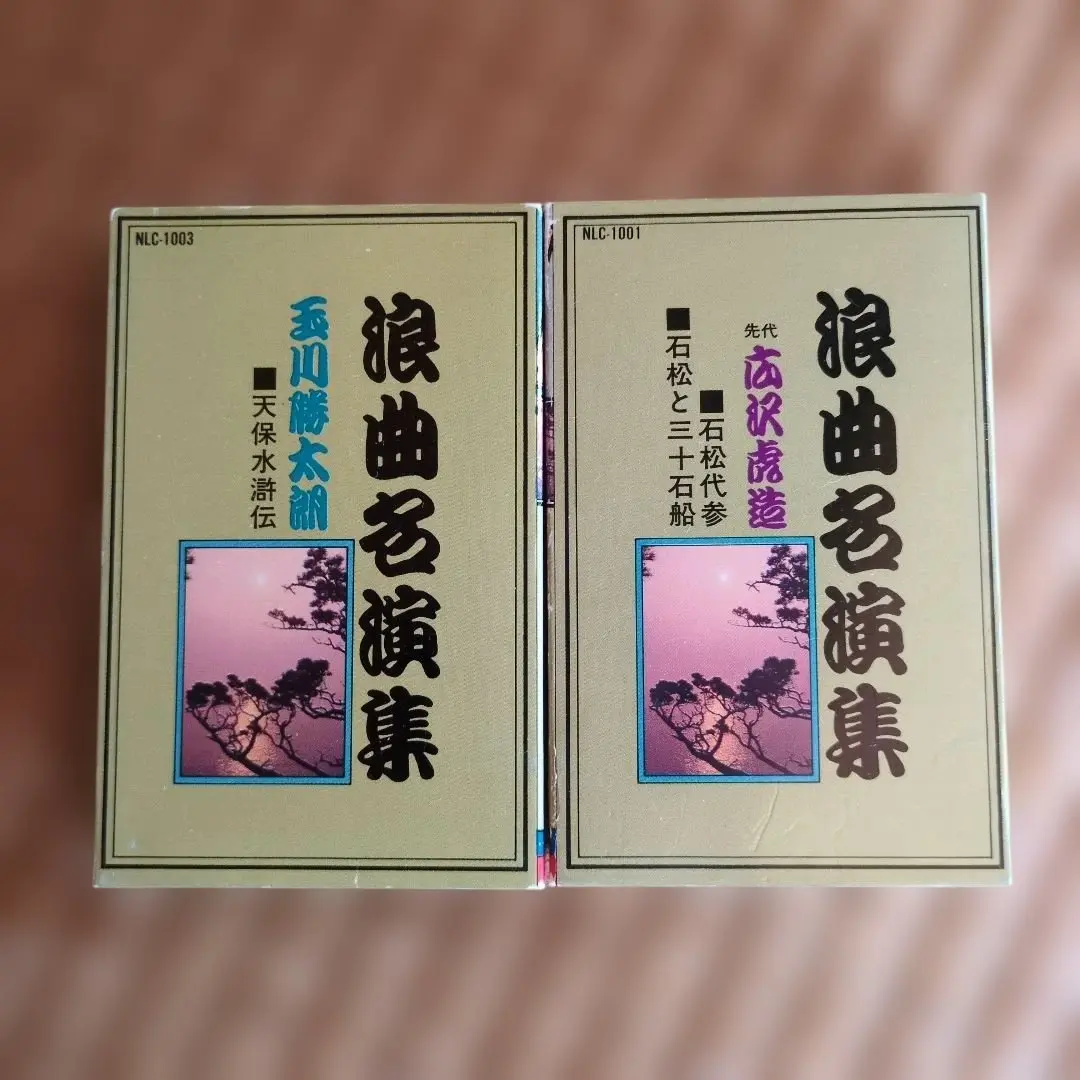 NLC-1003
浪曲名演集
玉川勝太郎
■天保水滸伝
NLC-1001
浪曲名演集
先代
広沢虎造
■石松代参
■石松と三十石船